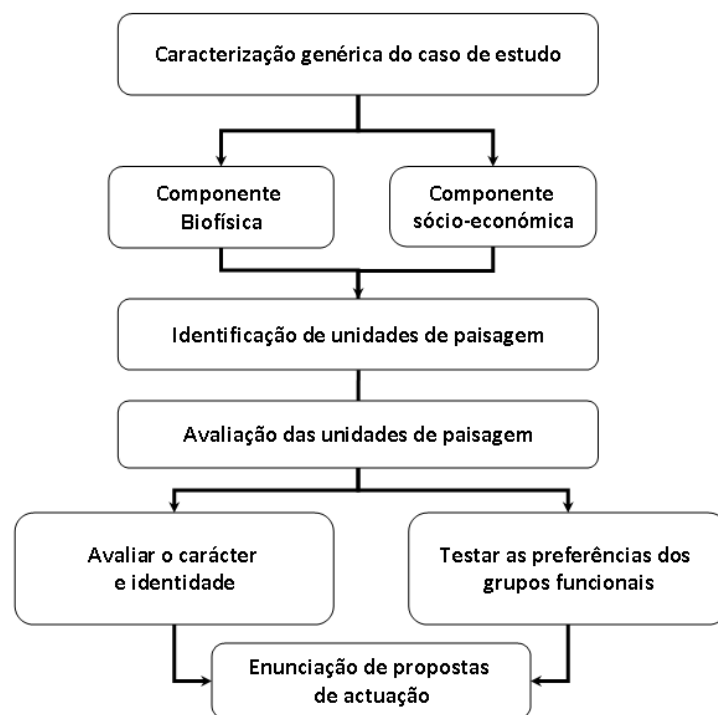 Caracterização genérica do caso de estudo
Componente
Biofísica
Componente
sócio-económica
Identificação de unidades de paisagem
Avaliação das unidades de paisagem
Avaliar o carácter
e identidade
Testar as preferências dos
grupos funcionais
Enunciação de propostas
de actuação